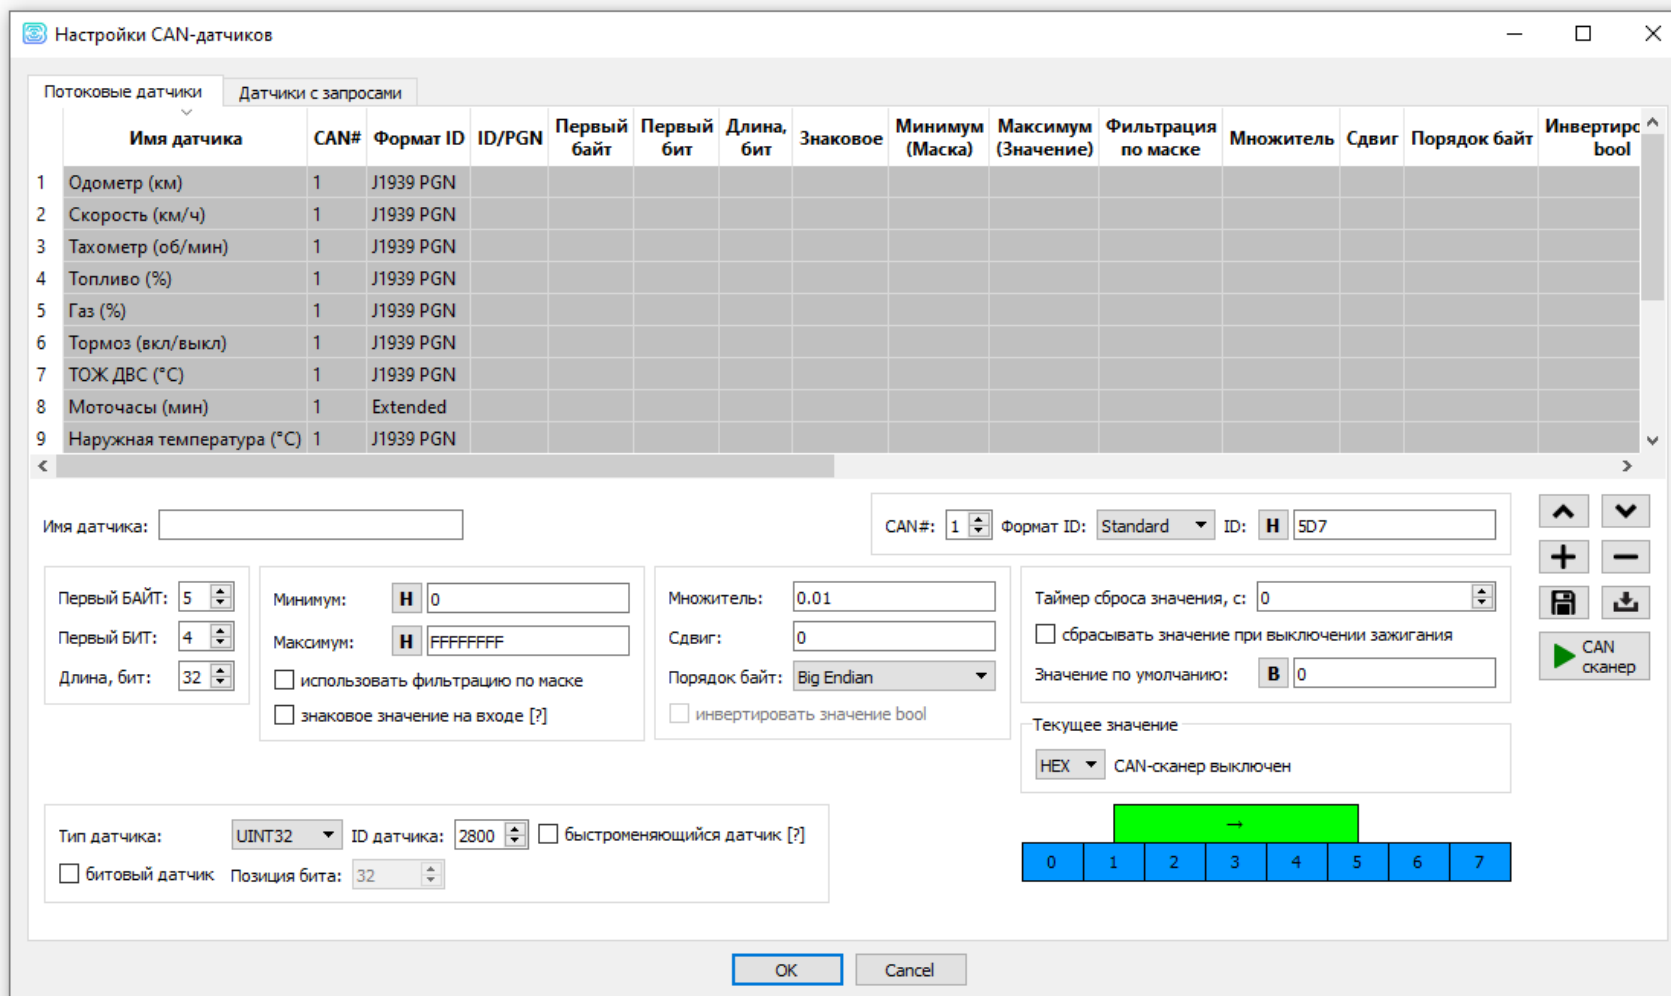 Настройки CAN-датчиков
Потоковые датчики Датчики с запросами
Имя датчика CAN# Формат ID ID/PGN Первый байт Первый бит Длина, бит Знаковое Минимум (Маска) Максимум (Значение) Фильтрация по маске Множитель Сдвиг Порядок байт Инвертиро bool
1 Одометр (км) 1 J1939 PGN
2 Скорость (км/ч) 1 J1939 PGN
3 Тахометр (об/мин) 1 J1939 PGN
4 Топливо (%) 1 J1939 PGN
5 Газ (%) 1 J1939 PGN
6 Тормоз (вкл/выкл) 1 J1939 PGN
7 ТОЖ ДВС (°C) 1 J1939 PGN
8 Моточасы (мин) 1 Extended
9 Наружная температура (°C) 1 J1939 PGN
Имя датчика: CAN#: 1 Формат ID: Standard ID: H 5D7
Первый БАЙТ: 5
Первый БИТ: 4
Длина, бит: 32
Минимум: H 0
Максимум: H FFFFFFFF
использовать фильтрацию по маске
знаковое значение на входе [?]
Множитель: 0.01
Сдвиг: 0
Порядок байт: Big Endian
инвертировать значение bool
Таймер сброса значения, с: 0
сбрасывать значение при выключении зажигания
Значение по умолчанию: B 0
CAN
сканер
Текущее значение
HEX CAN-сканер выключен
Тип датчика: UINT32 ID датчика: 2800 быстроменяющийся датчик [?]
битовый датчик Позиция бита: 32
→
0 1 2 3 4 5 6 7
OK Cancel